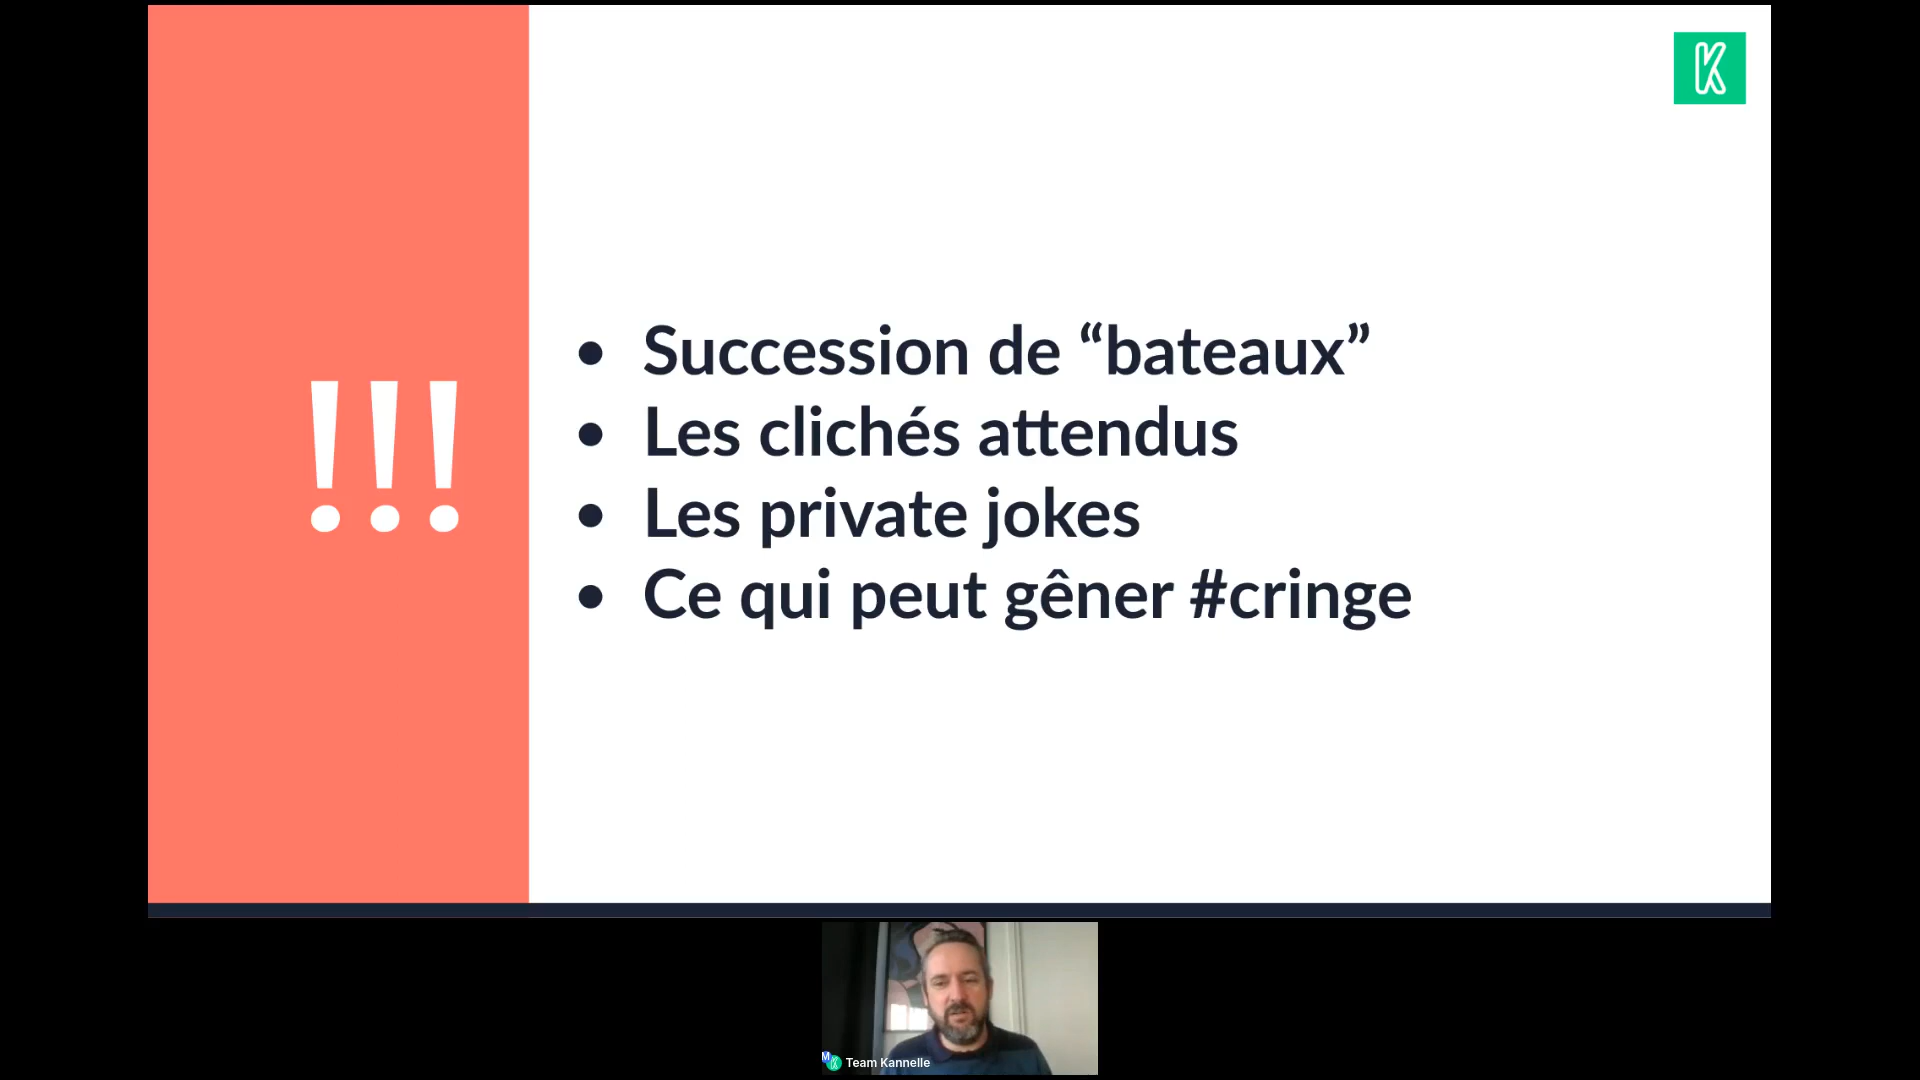 K
!!!
• Succession de “bateaux”
• Les clichés attendus
• Les private jokes
• Ce qui peut gêner #cringe
M
Team Kannelle